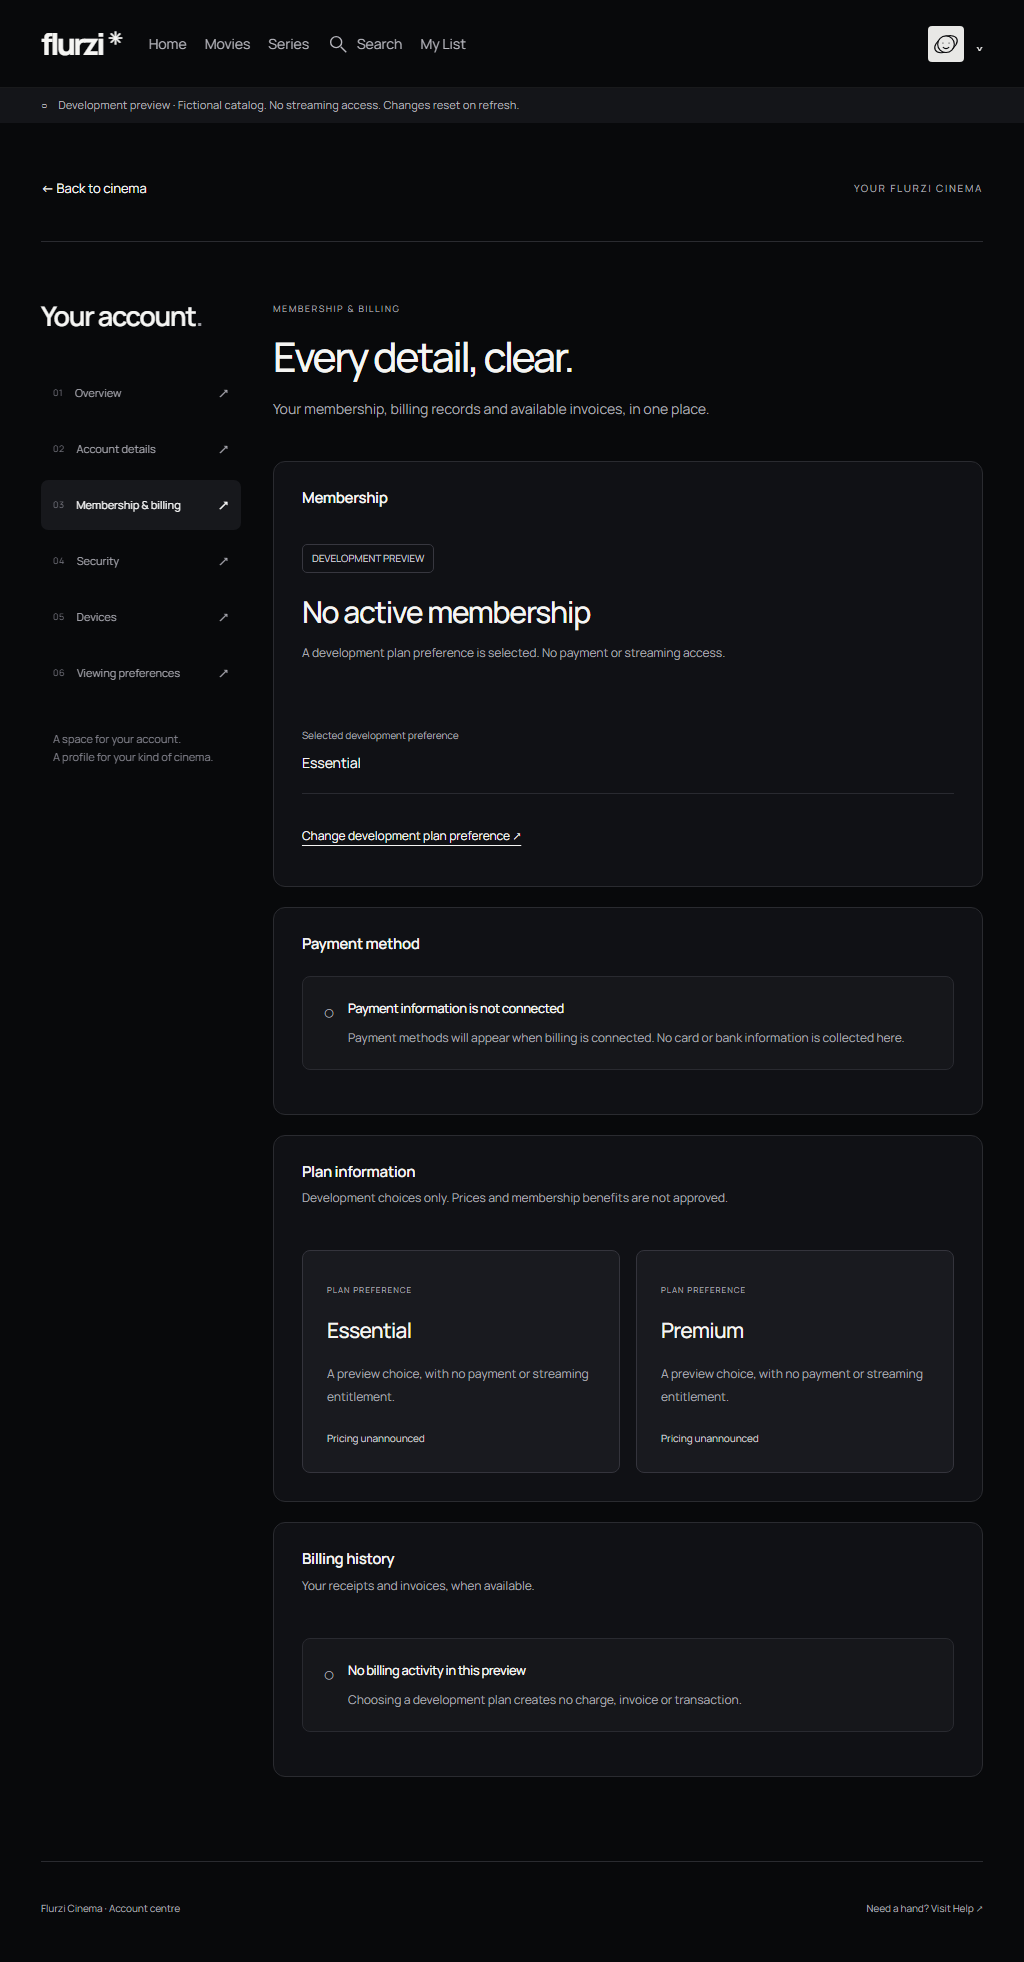 flurzi *
Home Movies Series Search My List
Development preview · Fictional catalog. No streaming access. Changes reset on refresh.
← Back to cinema
YOUR FLURZI CINEMA
Your account.
01 Overview ↗
02 Account details ↗
03 Membership & billing ↗
04 Security ↗
05 Devices ↗
06 Viewing preferences ↗
A space for your account.
A profile for your kind of cinema.
MEMBERSHIP & BILLING
Every detail, clear.
Your membership, billing records and available invoices, in one place.
Membership
DEVELOPMENT PREVIEW
No active membership
A development plan preference is selected. No payment or streaming access.
Selected development preference
Essential
Change development plan preference ↗
Payment method
Payment information is not connected
Payment methods will appear when billing is connected. No card or bank information is collected here.
Plan information
Development choices only. Prices and membership benefits are not approved.
PLAN PREFERENCE
Essential
A preview choice, with no payment or streaming
entitlement.
Pricing unannounced
PLAN PREFERENCE
Premium
A preview choice, with no payment or streaming
entitlement.
Pricing unannounced
Billing history
Your receipts and invoices, when available.
No billing activity in this preview
Choosing a development plan creates no charge, invoice or transaction.
Flurzi Cinema · Account centre
Need a hand? Visit Help ↗